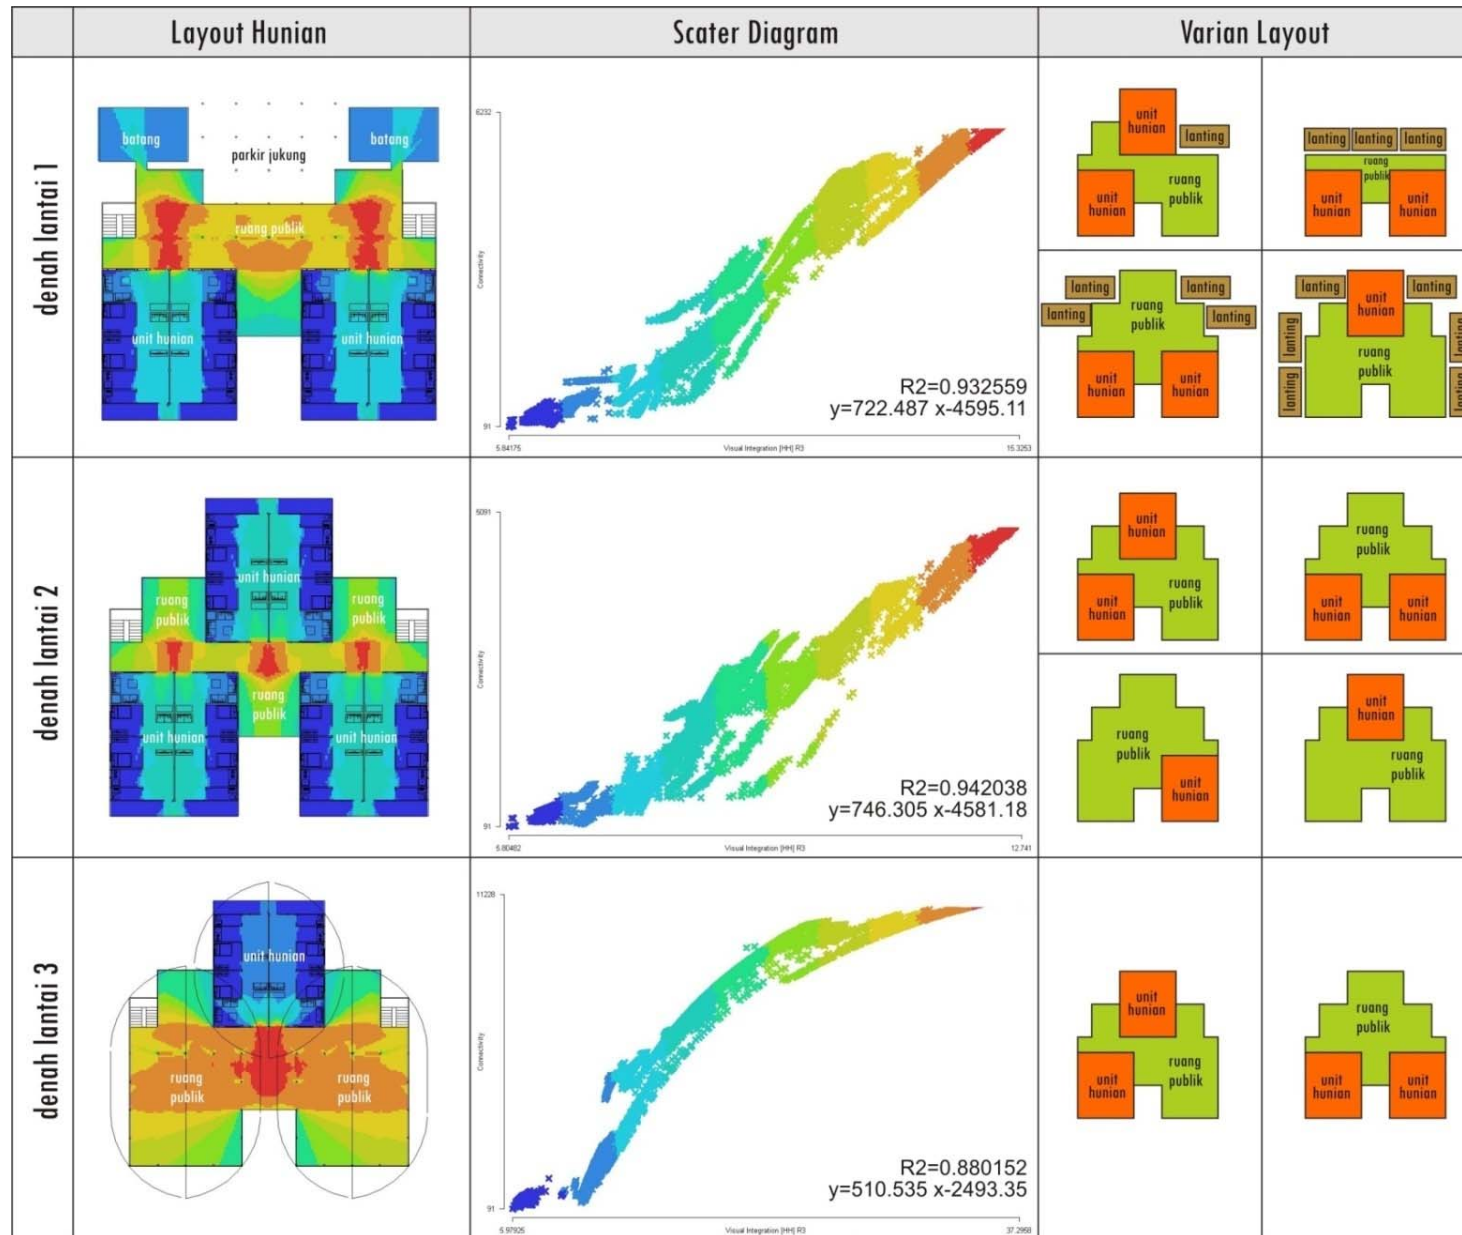 Layout Hunian
Scater Diagram
Varian Layout
denah lantai 1
batang
parkir jukung
batang
ruang publik
unit hunian
unit hunian
6232
Connectivity
91
5.84175
Visual Integration [HH] R3
15.3253
R2=0.932559
y=722.487 x-4595.11
unit
hunian
lanting
unit
hunian
ruang
publik
lanting
lanting
lanting
ruang
publik
unit
hunian
unit
hunian
lanting
lanting
lanting
lanting
ruang
publik
unit
hunian
unit
hunian
lanting
lanting
unit
hunian
lanting
lanting
lanting
lanting
ruang
publik
denah lantai 2
unit hunian
ruang
publik
ruang
publik
ruang
publik
unit hunian
unit hunian
5091
Connectivity
91
5.80482
Visual Integration [HH] R3
12.741
R2=0.942038
y=746.305 x-4581.18
unit
hunian
unit
hunian
ruang
publik
ruang
publik
unit
hunian
unit
hunian
ruang
publik
unit
hunian
unit
hunian
ruang
publik
denah lantai 3
unit hunian
ruang
publik
ruang
publik
11228
Connectivity
91
5.97925
Visual Integration [HH] R3
37.2958
R2=0.880152
y=510.535 x-2493.35
unit
hunian
unit
hunian
ruang
publik
ruang
publik
unit
hunian
unit
hunian